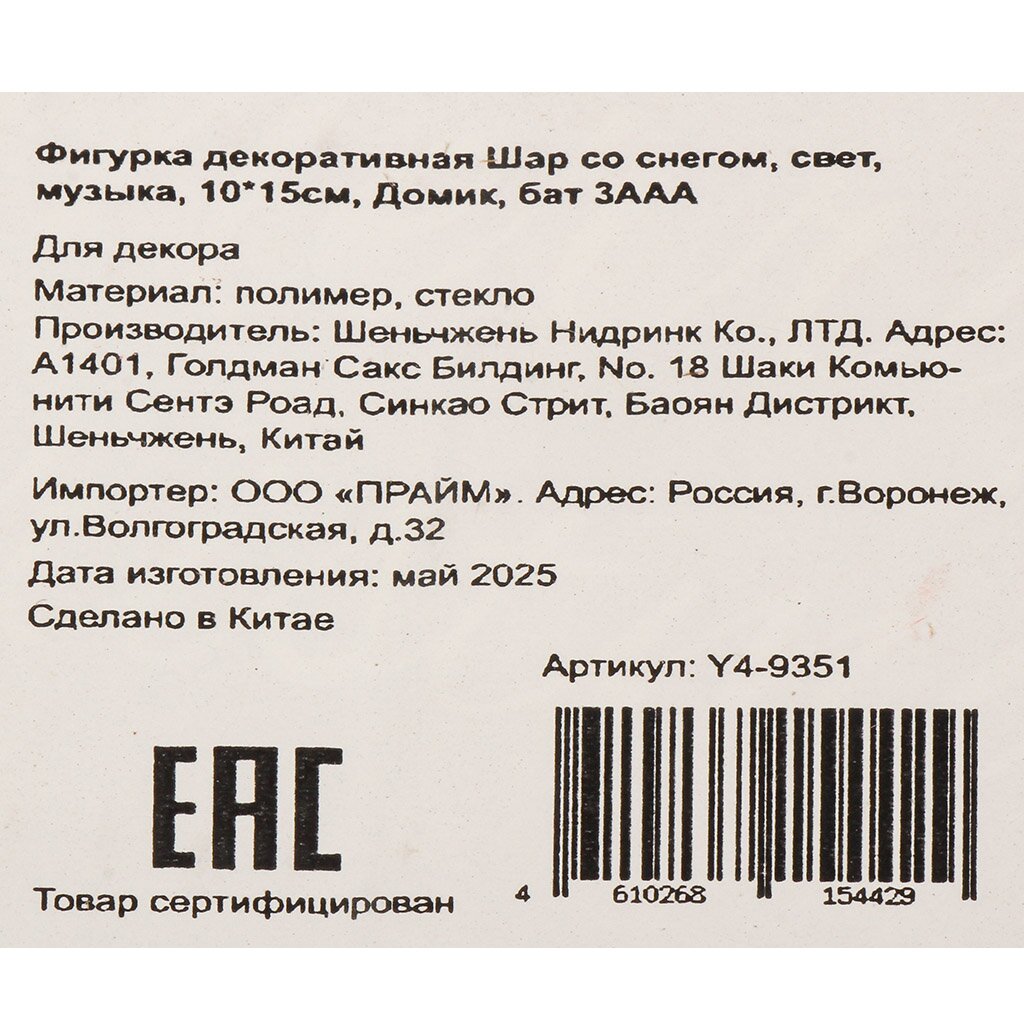 Фигурка декоративная Шар со снегом, свет,
музыка, 10*15см, Домик, бат 3ААА
Для декора
Материал: полимер, стекло
Производитель: Шеньчжень Нидринк Ко., ЛТД. Адрес:
А1401, Голдман Сакс Билдинг, No. 18 Шаки Комью-
нити Сентэ Роад, Синкао Стрит, Баоян Дистрикт,
Шеньчжень, Китай
Импортер: ООО «ПРАЙМ». Адрес: Россия, г.Воронеж,
ул.Волгоградская, д.32
Дата изготовления: май 2025
Сделано в Китае
Артикул: Y4-9351
EAC
Товар сертифицирован
4 610268 154429